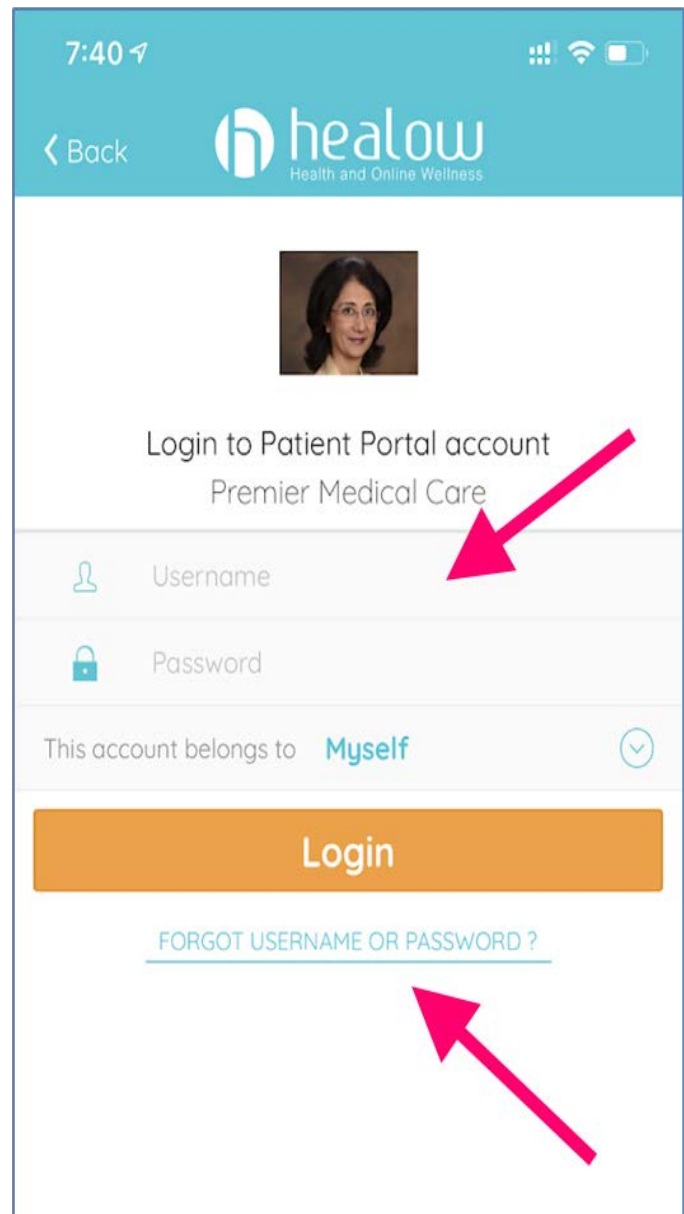 7:40
Back
healow
Health and Online Wellness
Login to Patient Portal account
Premier Medical Care
Username
Password
This account belongs to Myself
Login
FORGOT USERNAME OR PASSWORD ?